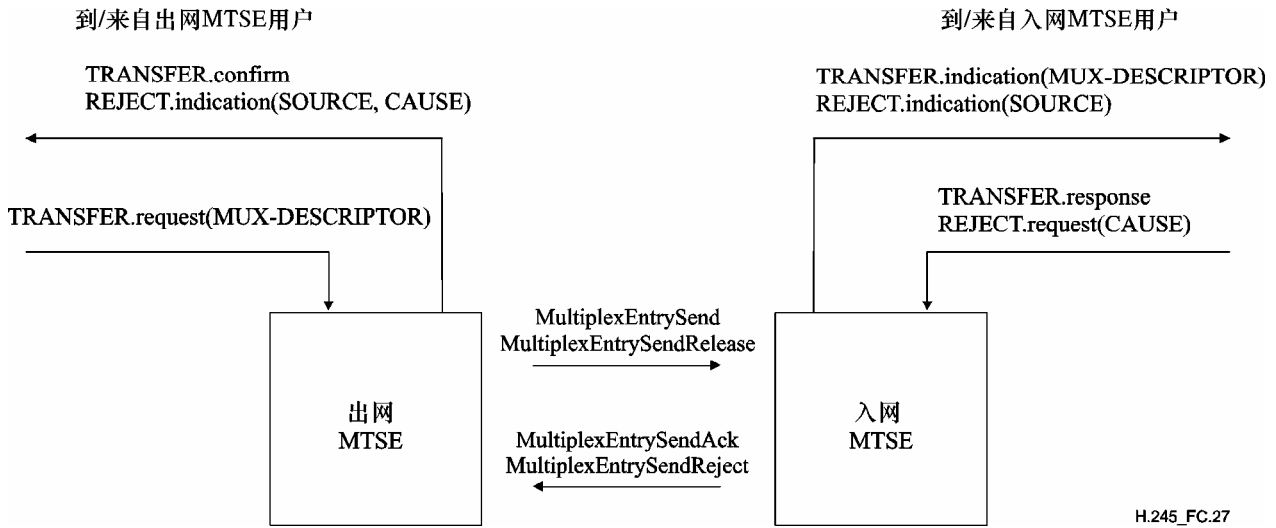 到/来自出网MTSE用户
到/来自入网MTSE用户
TRANSFER.confirm
REJECT.indication(SOURCE, CAUSE)
TRANSFER.indication(MUX-DESCRIPTOR)
REJECT.indication(SOURCE)
TRANSFER.request(MUX-DESCRIPTOR)
TRANSFER.response
REJECT.request(CAUSE)
MultiplexEntrySend
MultiplexEntrySendRelease
出网
MTSE
MultiplexEntrySendAck
MultiplexEntrySendReject
入网
MTSE
H.245_FC.27